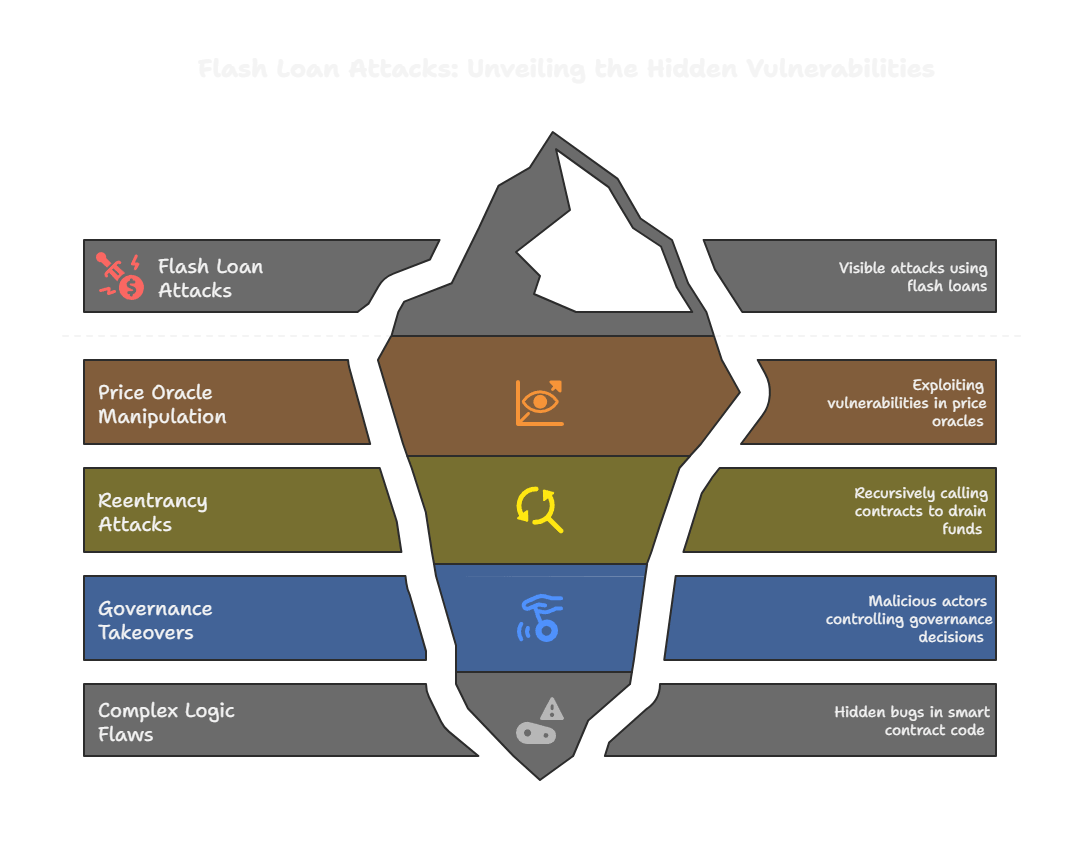 Flash Loan Attacks: Unveiling the Hidden Vulnerabilities
Flash Loan
Attacks
Visible attacks using
flash loans
Price Oracle
Manipulation
Exploiting
vulnerabilities in price
oracles
Reentrancy
Attacks
Recursively calling
contracts to drain
funds
Governance
Takeovers
Malicious actors
controlling governance
decisions
Complex Logic
Flaws
Hidden bugs in smart
contract code